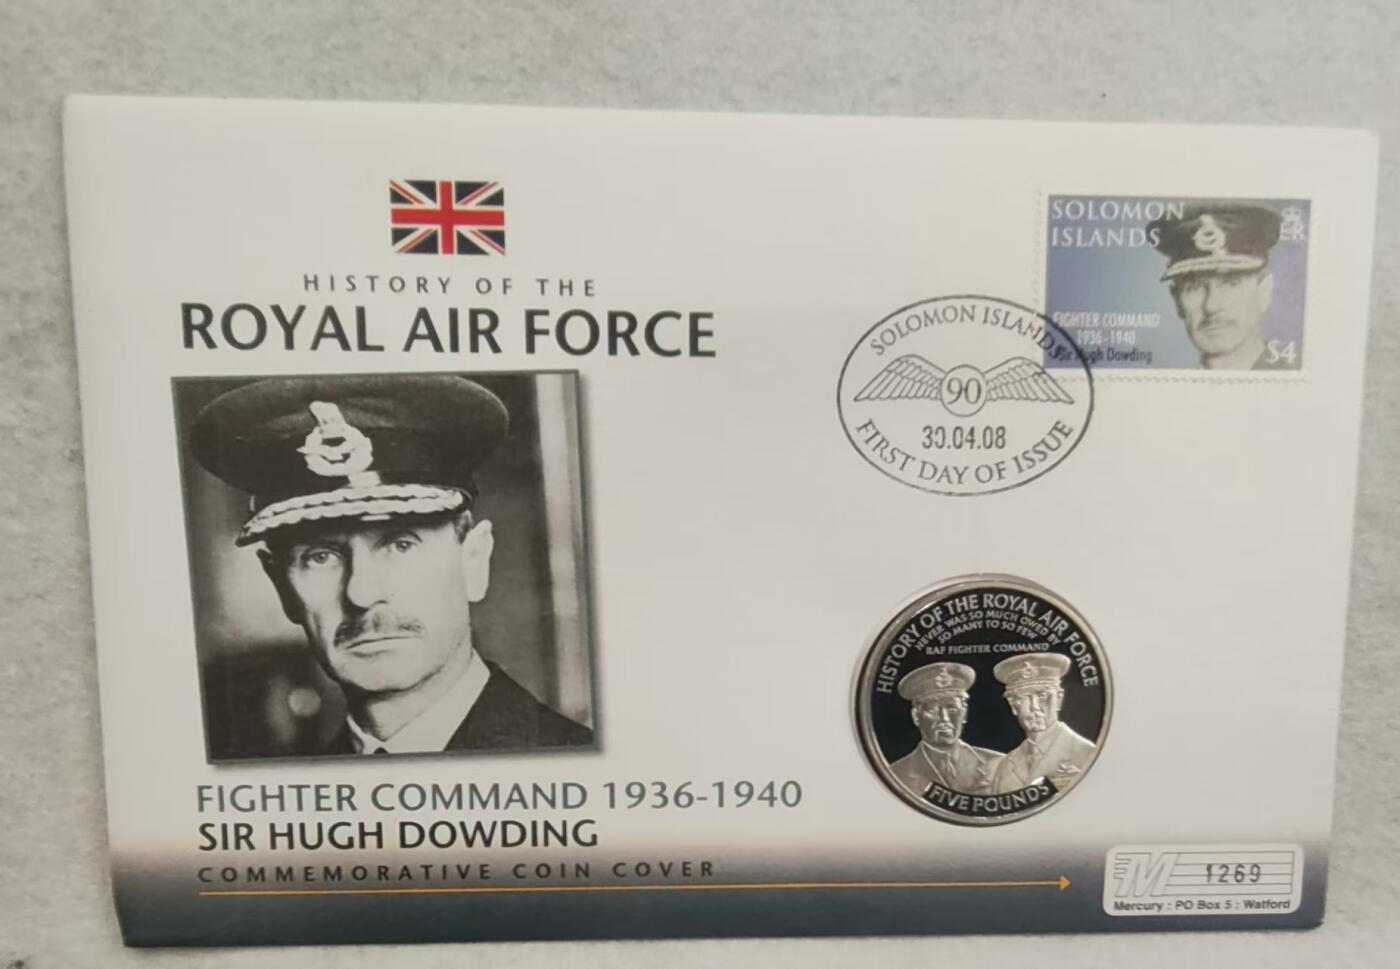 HISTORY OF THE
ROYAL AIR FORCE
SOLOMON
ISLANDS
ER
FIGHTER COMMAND
1936-1940
Sir Hugh Dowding
$4
SOLOMON ISLANDS
90
30.04.08
FIRST DAY OF ISSUE
HISTORY OF THE ROYAL AIR FORCE
NEVER WAS SO MUCH OWED BY
SO MANY TO SO FEW
RAF FIGHTER COMMAND
FIVE POUNDS
FIGHTER COMMAND 1936-1940
SIR HUGH DOWDING
COMMEMORATIVE COIN COVER
M
1269
Mercury : PO Box 5 : Watford